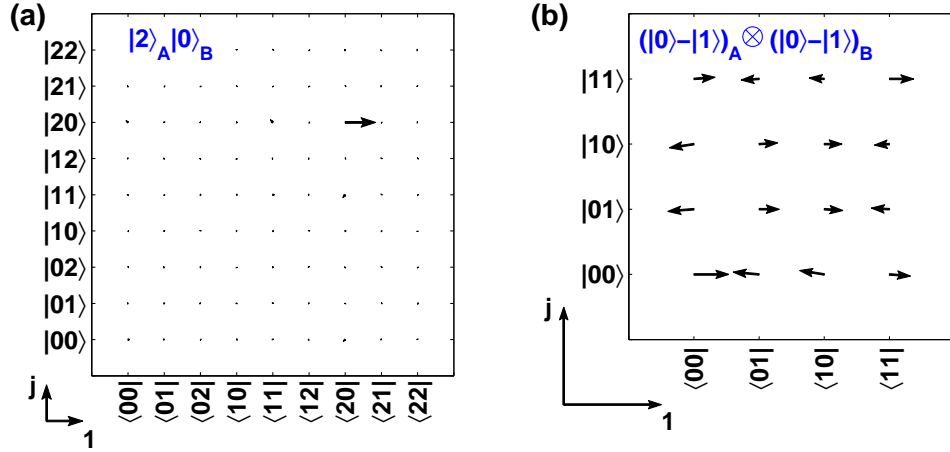 (a)
|2⟩A|0⟩B
|22⟩
|21⟩
|20⟩
|12⟩
|11⟩
|10⟩
|02⟩
|01⟩
|00⟩
⟨00| ⟨01| ⟨02| ⟨10| ⟨11| ⟨12| ⟨20| ⟨21| ⟨22|
j
1
(b)
(|0⟩−|1⟩)A⊗(|0⟩−|1⟩)B
|11⟩
|10⟩
|01⟩
|00⟩
⟨00| ⟨01| ⟨10| ⟨11|
j
1